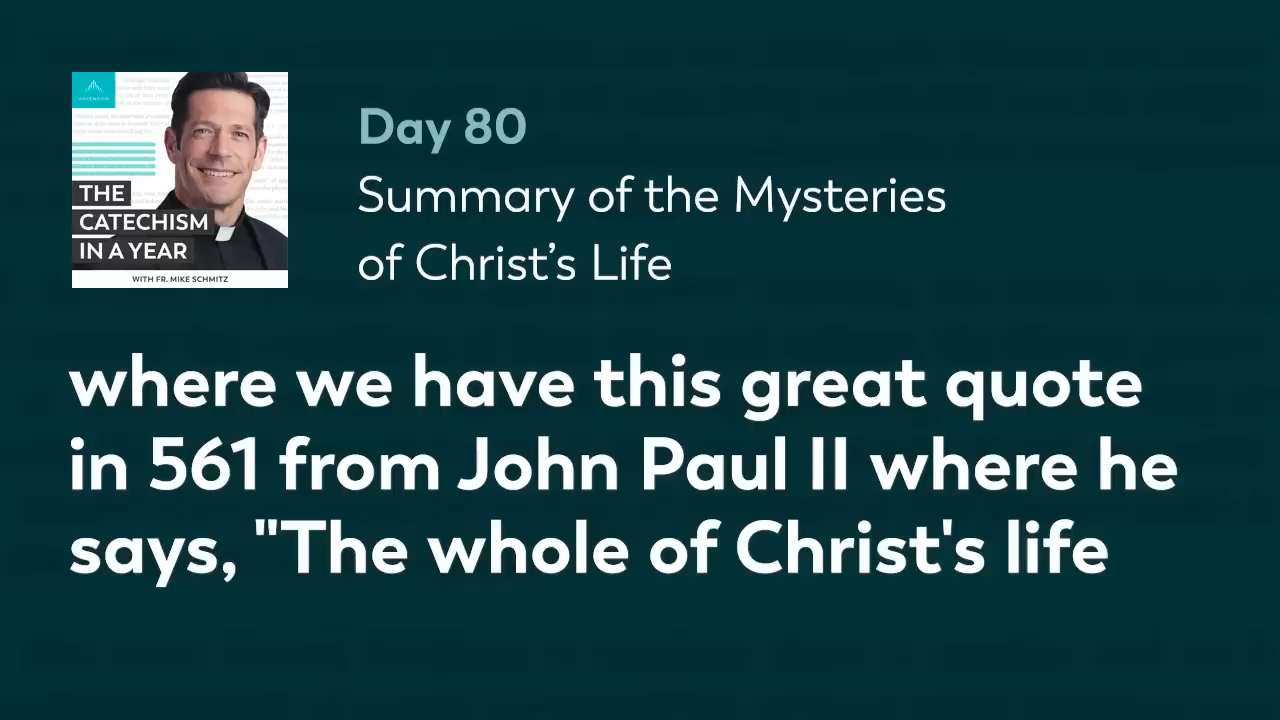 ASCENSION
THE
CATECHISM
IN A YEAR
WITH FR. MIKE SCHMITZ
Day 80
Summary of the Mysteries
of Christ’s Life
where we have this great quote
in 561 from John Paul II where he
says, "The whole of Christ's life